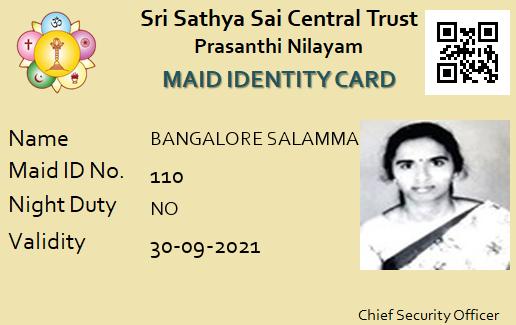 Sri Sathya Sai Central Trust
Prasanthi Nilayam
MAID IDENTITY CARD
Name BANGALORE SALAMMA
Maid ID No. 110
Night Duty NO
Validity 30-09-2021
Chief Security Officer